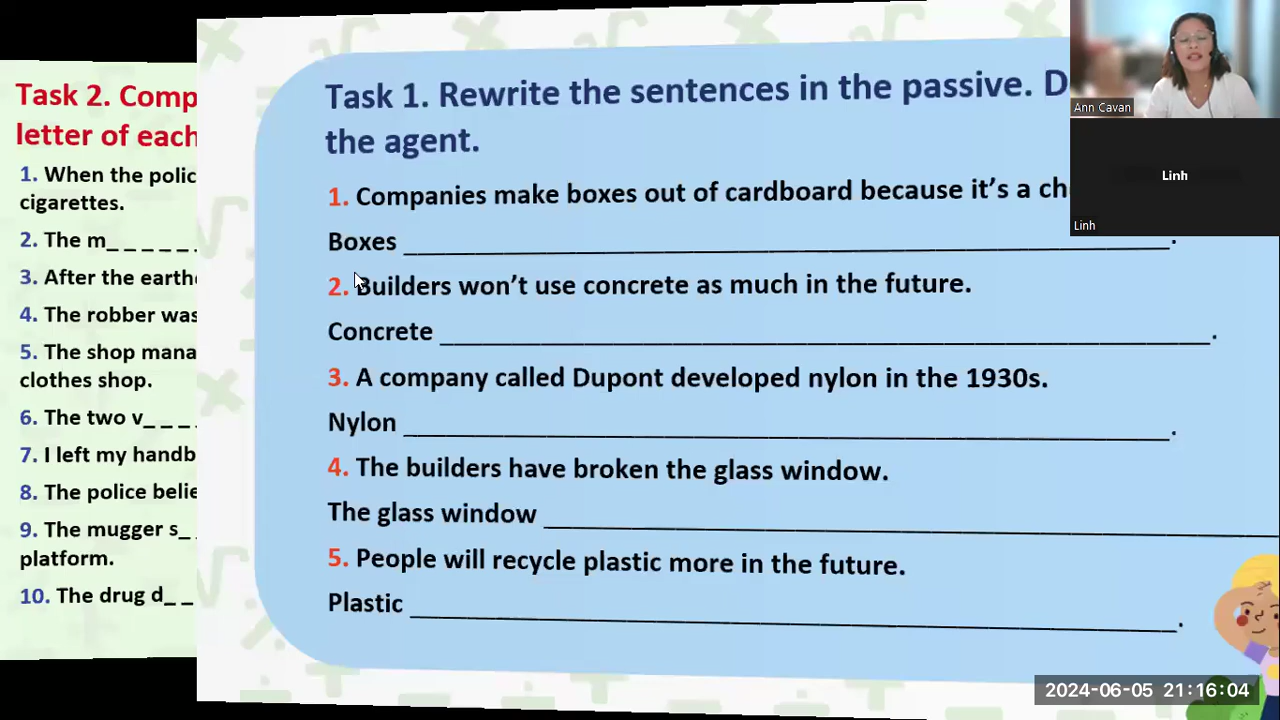 Task 2. Comp
letter of each
1. When the polic
cigarettes.
2. The m_ _ _ _ _ _
3. After the earthq
4. The robber was
5. The shop mana
clothes shop.
6. The two v_ _ _ _
7. I left my handb
8. The police belie
9. The mugger s_ _
platform.
10. The drug d_ _
Task 1. Rewrite the sentences in the passive. D
the agent.
1. Companies make boxes out of cardboard because it’s a ch
Boxes ____________________.
2. Builders won’t use concrete as much in the future.
Concrete ____________________.
3. A company called Dupont developed nylon in the 1930s.
Nylon ____________________.
4. The builders have broken the glass window.
The glass window ____________________
5. People will recycle plastic more in the future.
Plastic ____________________.
Ann Cavan
Linh
Linh
2024-06-05 21:16:04